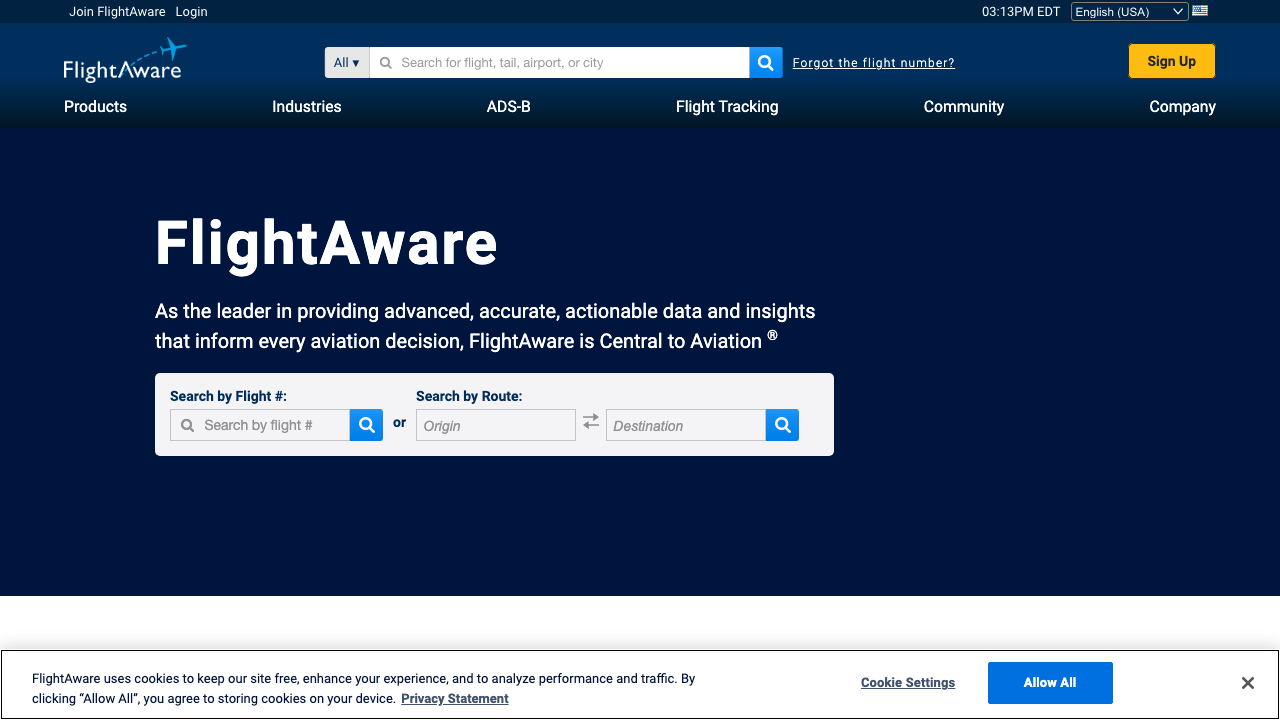 Join FlightAware Login 03:13PM EDT English (USA)
FlightAware All ▾ Search for flight, tail, airport, or city Forgot the flight number? Sign Up
Products Industries ADS-B Flight Tracking Community Company
FlightAware
As the leader in providing advanced, accurate, actionable data and insights
that inform every aviation decision, FlightAware is Central to Aviation ®
Search by Flight #: Search by Route:
Search by flight # or Origin Destination
FlightAware uses cookies to keep our site free, enhance your experience, and to analyze performance and traffic. By
clicking “Allow All”, you agree to storing cookies on your device. Privacy Statement
Cookie Settings Allow All